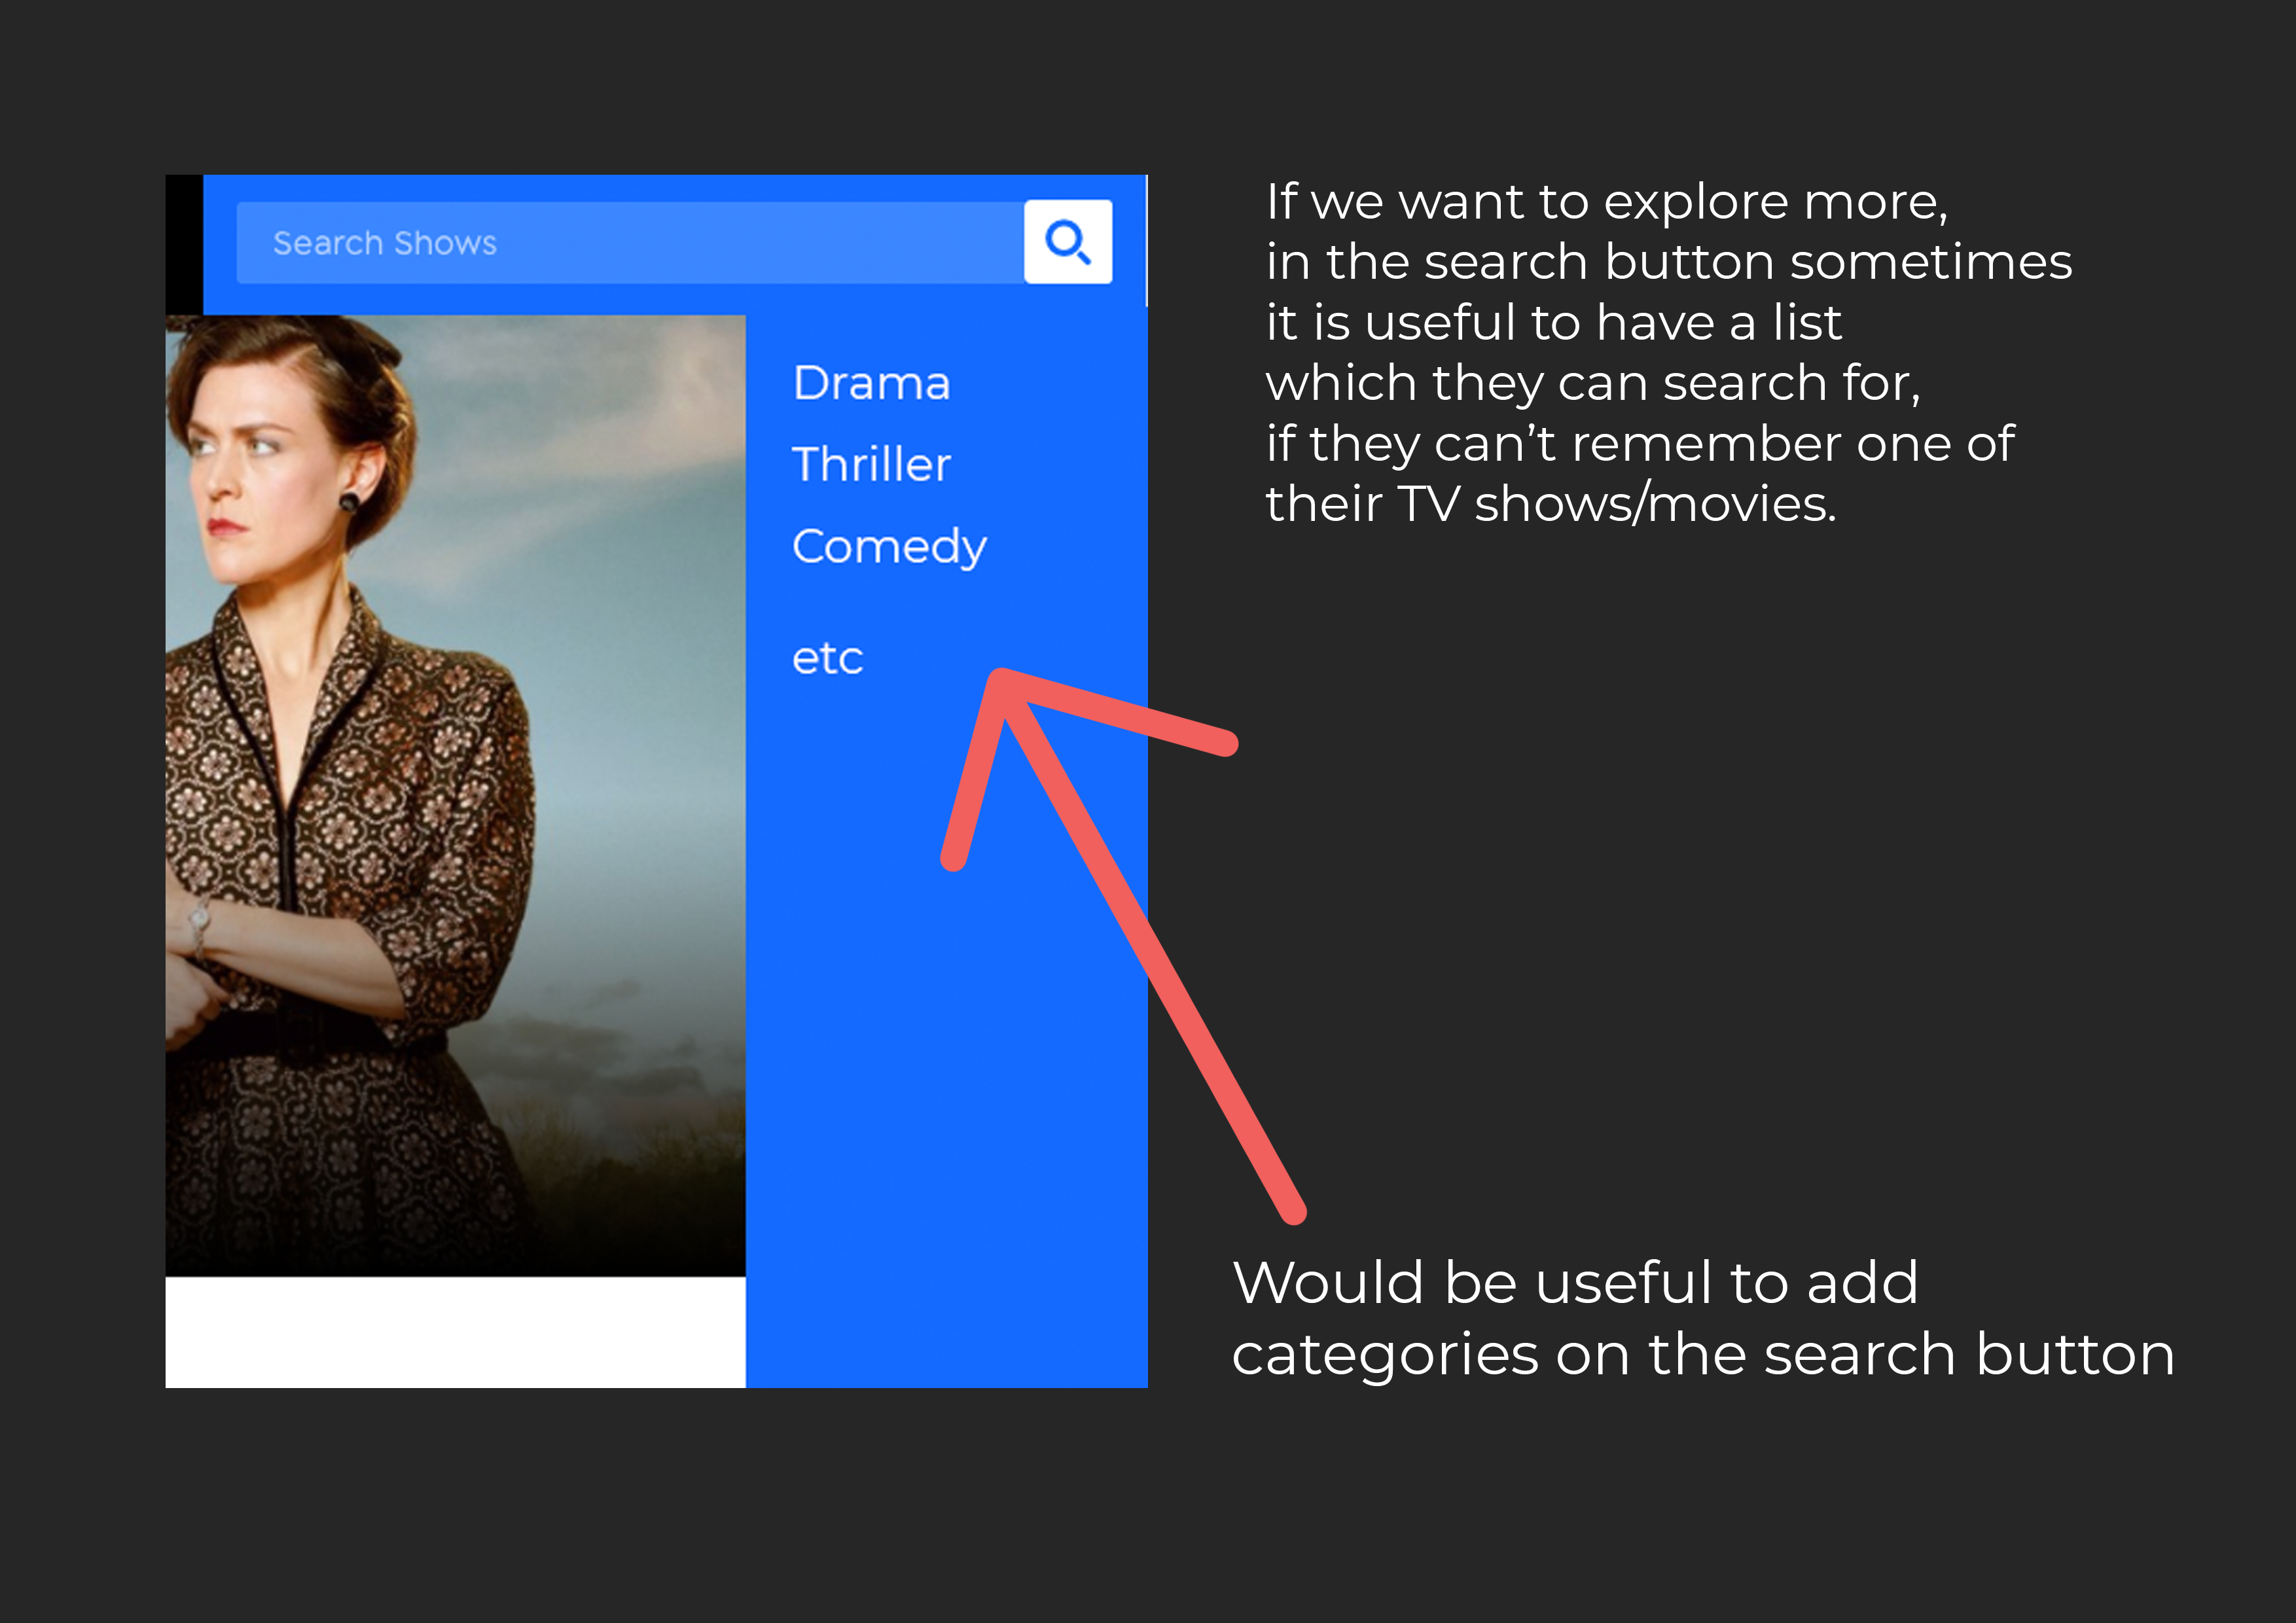 Search Shows
Drama
Thriller
Comedy
etc
If we want to explore more,
in the search button sometimes
it is useful to have a list
which they can search for,
if they can’t remember one of
their TV shows/movies.
Would be useful to add
categories on the search button